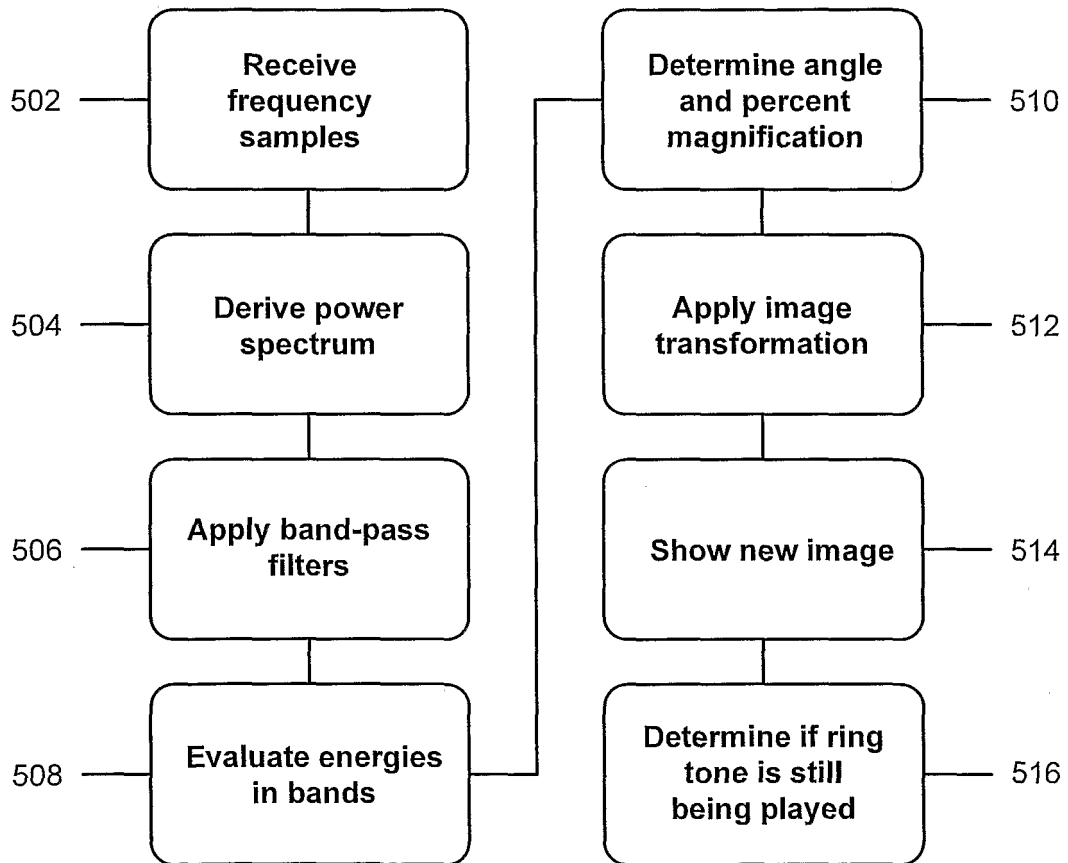 502
Receive
frequency
samples
504
Derive power
spectrum
506
Apply band-pass
filters
508
Evaluate energies
in bands
Determine angle
and percent
magnification
510
Apply image
transformation
512
Show new image
514
Determine if ring
tone is still
being played
516